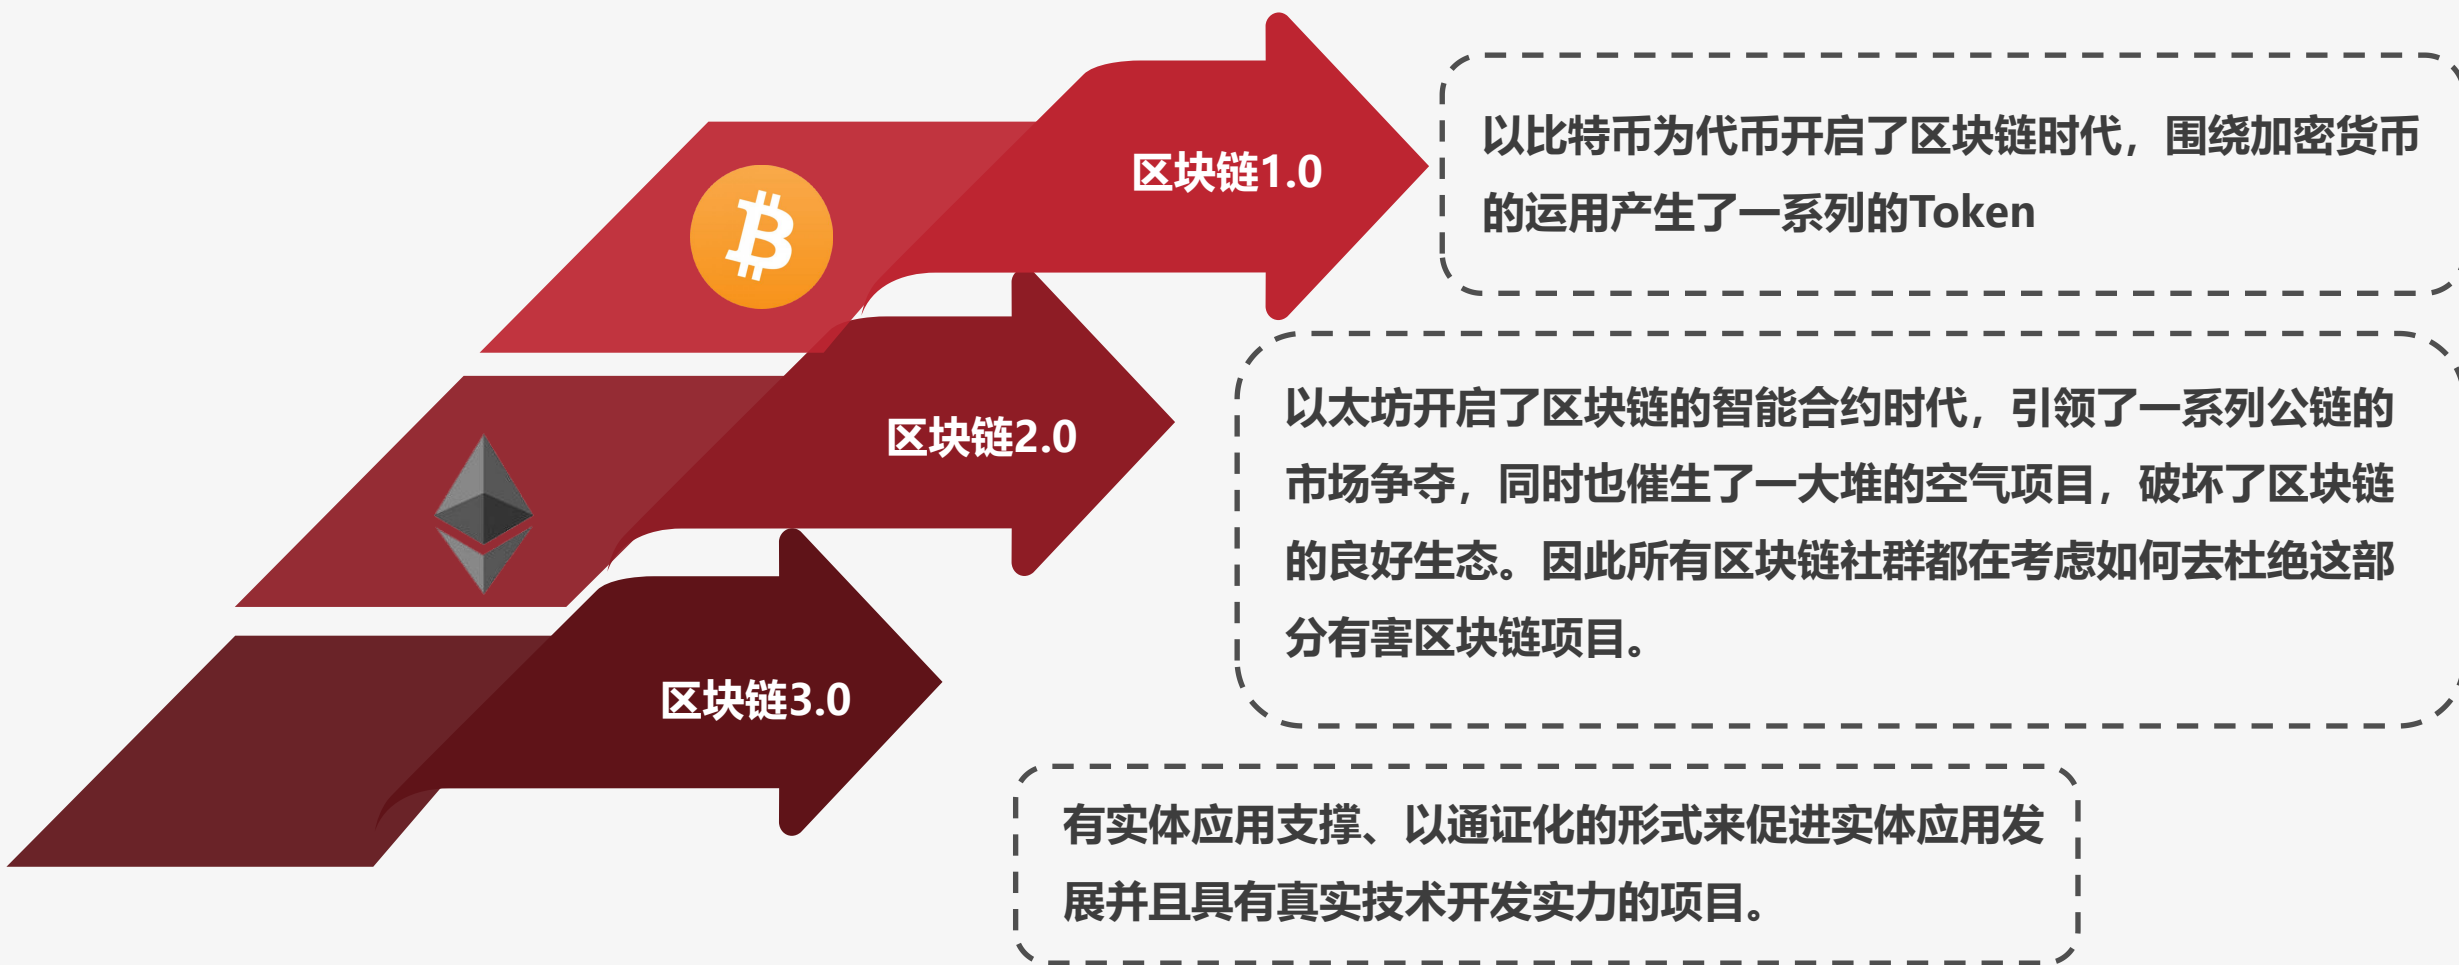 区块链1.0
以比特币为代币开启了区块链时代，围绕加密货币
的运用产生了一系列的Token
区块链2.0
以太坊开启了区块链的智能合约时代，引领了一系列公链的
市场争夺，同时也催生了一大堆的空气项目，破坏了区块链
的良好生态。因此所有区块链社群都在考虑如何去杜绝这部
分有害区块链项目。
区块链3.0
有实体应用支撑、以通证化的形式来促进实体应用发
展并且具有真实技术开发实力的项目。